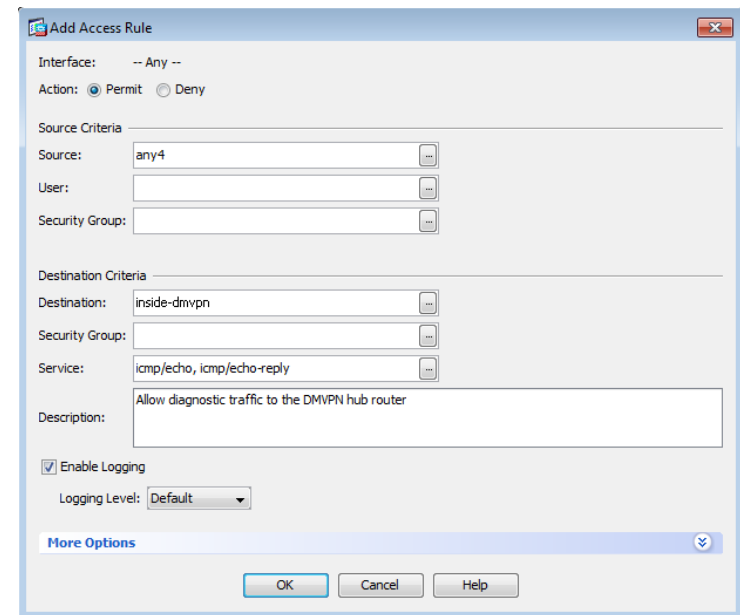 Add Access Rule
Interface: -- Any --
Action: Permit Deny
Source Criteria
Source: any4 ...
User: ...
Security Group: ...
Destination Criteria
Destination: inside-dmvpn ...
Security Group: ...
Service: icmp/echo, icmp/echo-reply ...
Description: Allow diagnostic traffic to the DMVPN hub router
Enable Logging
Logging Level: Default
More Options
OK Cancel Help